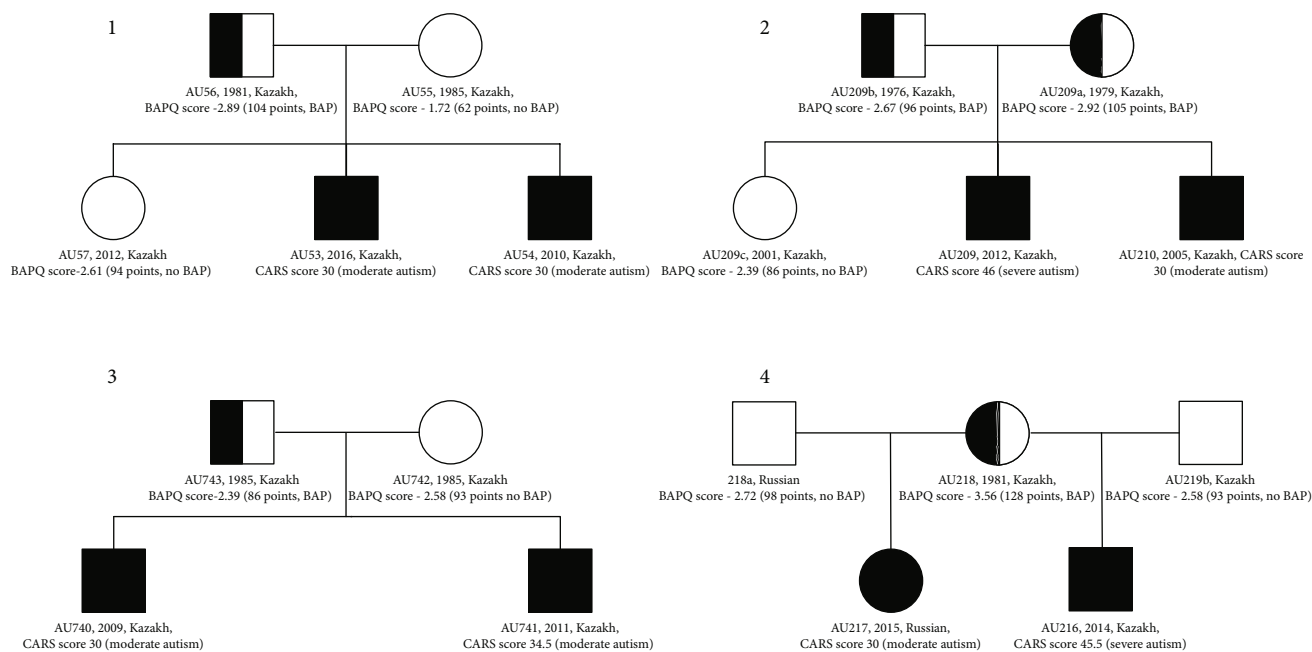 1
AU56, 1981, Kazakh,
BAPQ score -2.89 (104 points, BAP)
AU55, 1985, Kazakh,
BAPQ score - 1.72 (62 points, no BAP)
AU57, 2012, Kazakh
BAPQ score-2.61 (94 points, no BAP)
AU53, 2016, Kazakh,
CARS score 30 (moderate autism)
AU54, 2010, Kazakh,
CARS score 30 (moderate autism)
2
AU209b, 1976, Kazakh,
BAPQ score - 2.67 (96 points, BAP)
AU209a, 1979, Kazakh,
BAPQ score - 2.92 (105 points, BAP)
AU209c, 2001, Kazakh,
BAPQ score - 2.39 (86 points, no BAP)
AU209, 2012, Kazakh,
CARS score 46 (severe autism)
AU210, 2005, Kazakh, CARS score
30 (moderate autism)
3
AU743, 1985, Kazakh
BAPQ score-2.39 (86 points, BAP)
AU742, 1985, Kazakh
BAPQ score - 2.58 (93 points no BAP)
AU740, 2009, Kazakh,
CARS score 30 (moderate autism)
AU741, 2011, Kazakh,
CARS score 34.5 (moderate autism)
4
218a, Russian
BAPQ score - 2.72 (98 points, no BAP)
AU218, 1981, Kazakh,
BAPQ score - 3.56 (128 points, BAP)
AU219b, Kazakh
BAPQ score - 2.58 (93 points, no BAP)
AU217, 2015, Russian,
CARS score 30 (moderate autism)
AU216, 2014, Kazakh,
CARS score 45.5 (severe autism)